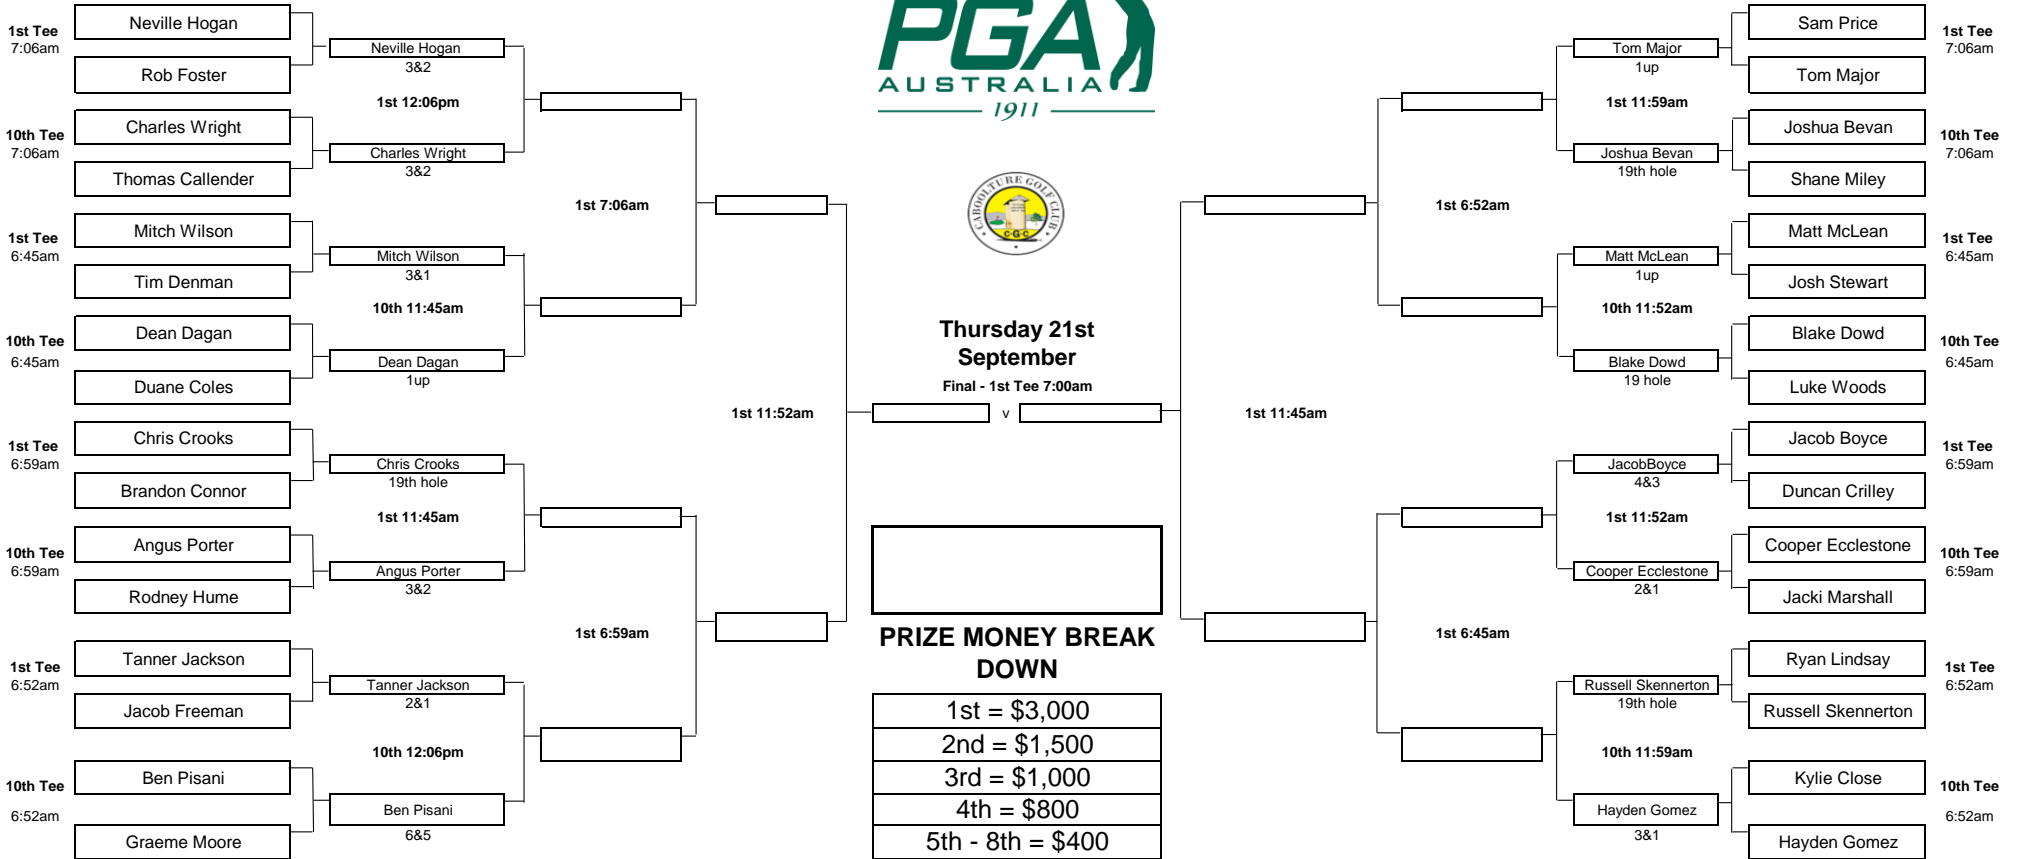 Neville Hogan
1st Tee
7:06am
Rob Foster
Neville Hogan
3&2
1st 12:06pm
Charles Wright
10th Tee
7:06am
Thomas Callender
Charles Wright
3&2
1st 7:06am
Mitch Wilson
1st Tee
6:45am
Tim Denman
Mitch Wilson
3&1
10th 11:45am
Dean Dagan
10th Tee
6:45am
Duane Coles
Dean Dagan
1up
1st 11:52am
Chris Crooks
1st Tee
6:59am
Brandon Connor
Chris Crooks
19th hole
1st 11:45am
Angus Porter
10th Tee
6:59am
Rodney Hume
Angus Porter
3&2
1st 6:59am
Tanner Jackson
1st Tee
6:52am
Jacob Freeman
Tanner Jackson
2&1
10th 12:06pm
Ben Pisani
10th Tee
6:52am
Graeme Moore
Ben Pisani
6&5
PGA
AUSTRALIA
1911
CABOOLTURE GOLF CLUB
CGC
Thursday 21st
September
Final - 1st Tee 7:00am
v
PRIZE MONEY BREAK
DOWN
1st = $3,000
2nd = $1,500
3rd = $1,000
4th = $800
5th - 8th = $400
Sam Price
1st Tee
7:06am
Tom Major
Tom Major
1up
1st 11:59am
Joshua Bevan
10th Tee
7:06am
Shane Miley
Joshua Bevan
19th hole
1st 6:52am
Matt McLean
1st Tee
6:45am
Josh Stewart
Matt McLean
1up
10th 11:52am
Blake Dowd
10th Tee
6:45am
Luke Woods
Blake Dowd
19 hole
1st 11:45am
Jacob Boyce
1st Tee
6:59am
Duncan Crilley
JacobBoyce
4&3
1st 11:52am
Cooper Ecclestone
10th Tee
6:59am
Jacki Marshall
Cooper Ecclestone
2&1
1st 6:45am
Ryan Lindsay
1st Tee
6:52am
Russell Skennerton
Russell Skennerton
19th hole
10th 11:59am
Kylie Close
10th Tee
6:52am
Hayden Gomez
Hayden Gomez
3&1